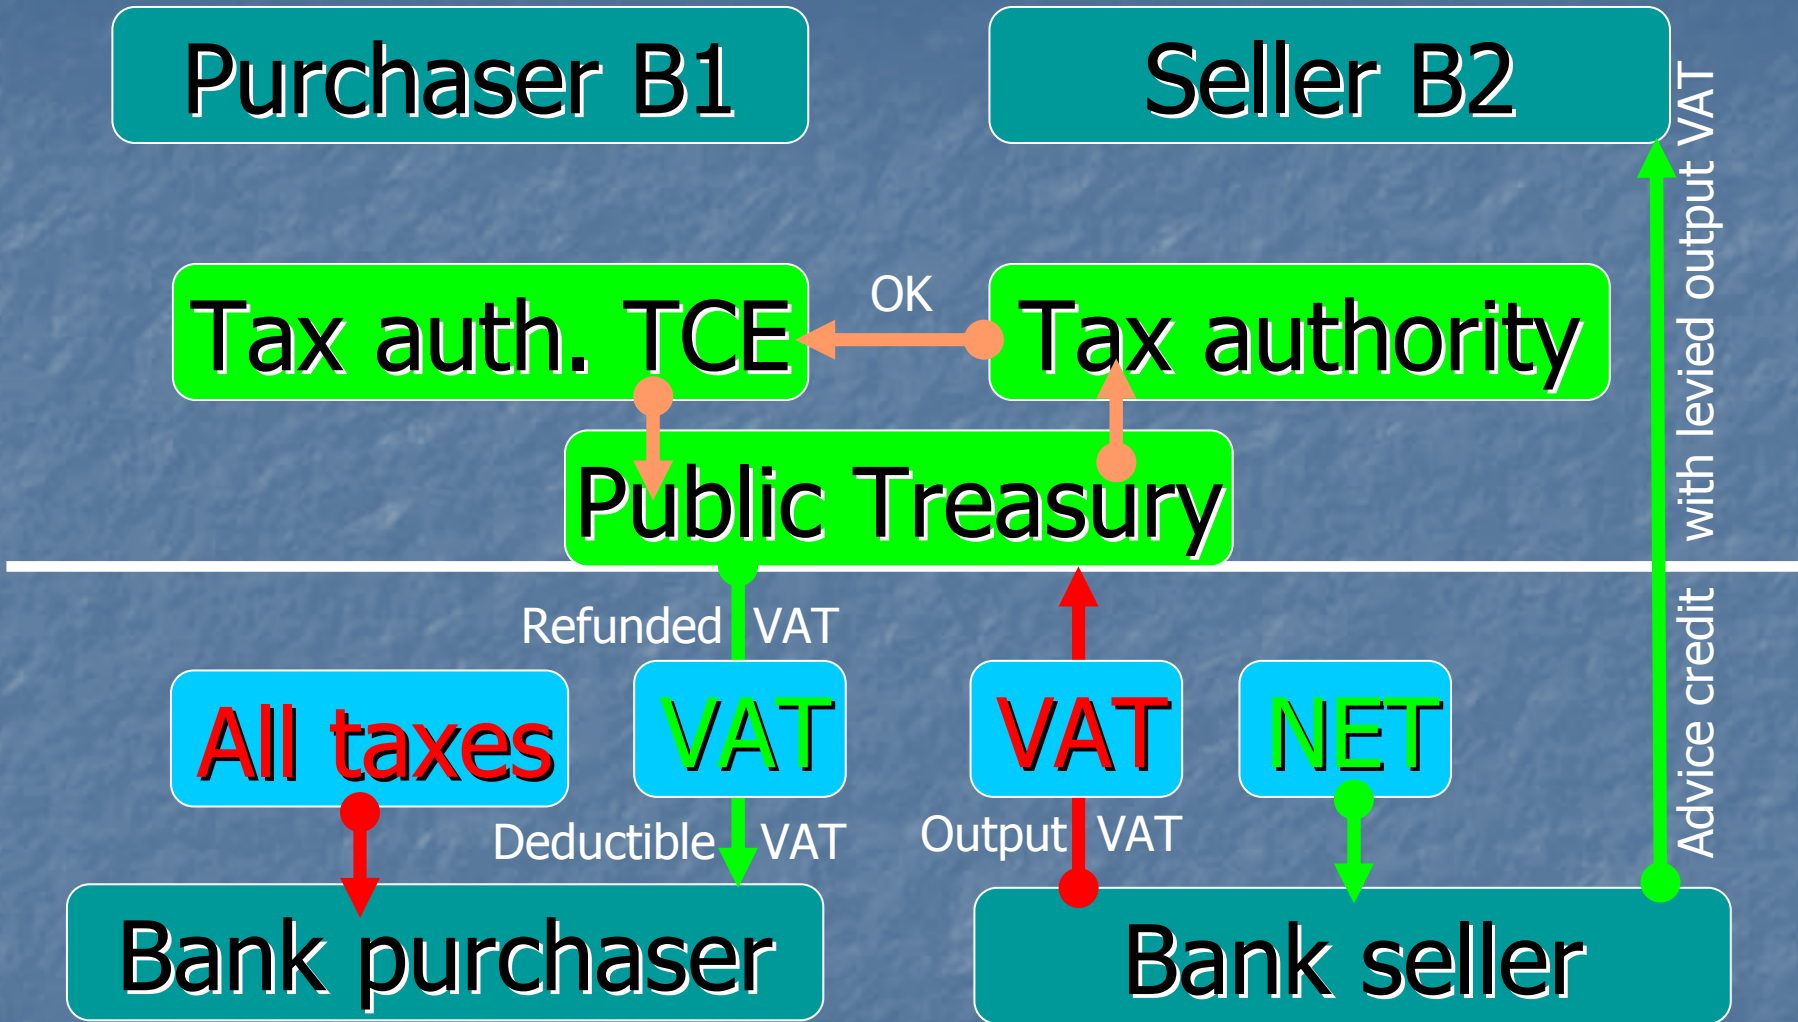 Purchaser B1
Seller B2
Tax auth. TCE
OK
Tax authority
Public Treasury
Refunded VAT
All taxes
VAT
VAT
NET
Deductible VAT
Output VAT
Bank purchaser
Bank seller
Advice credit with levied output VAT